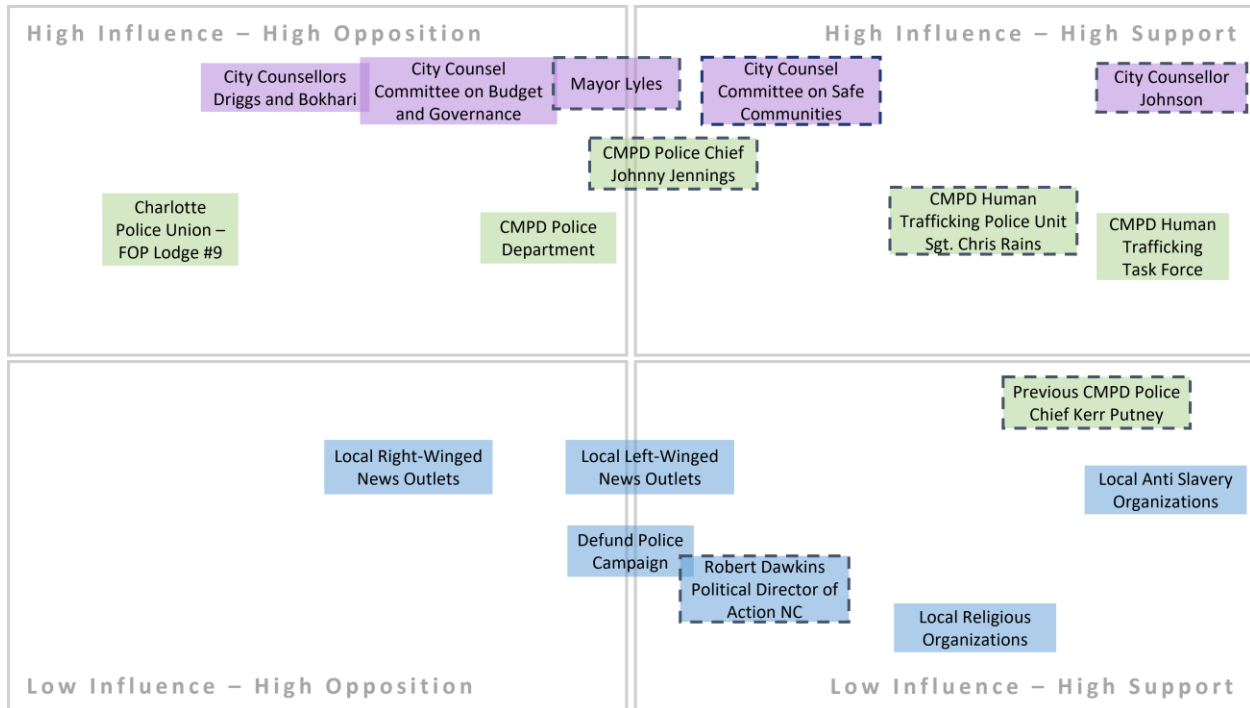 High Influence – High Opposition
High Influence – High Support
City Counsellors
Driggs and Bokhari
City Counsel
Committee on Budget
and Governance
Mayor Lyles
City Counsel
Committee on Safe
Communities
City Counsellor
Johnson
CMPD Police Chief
Johnny Jennings
Charlotte
Police Union –
FOP Lodge #9
CMPD Police
Department
CMPD Human
Trafficking Police Unit
Sgt. Chris Rains
CMPD Human
Trafficking
Task Force
Previous CMPD Police
Chief Kerr Putney
Local Right-Winged
News Outlets
Local Left-Winged
News Outlets
Local Anti Slavery
Organizations
Defund Police
Campaign
Robert Dawkins
Political Director of
Action NC
Local Religious
Organizations
Low Influence – High Opposition
Low Influence – High Support